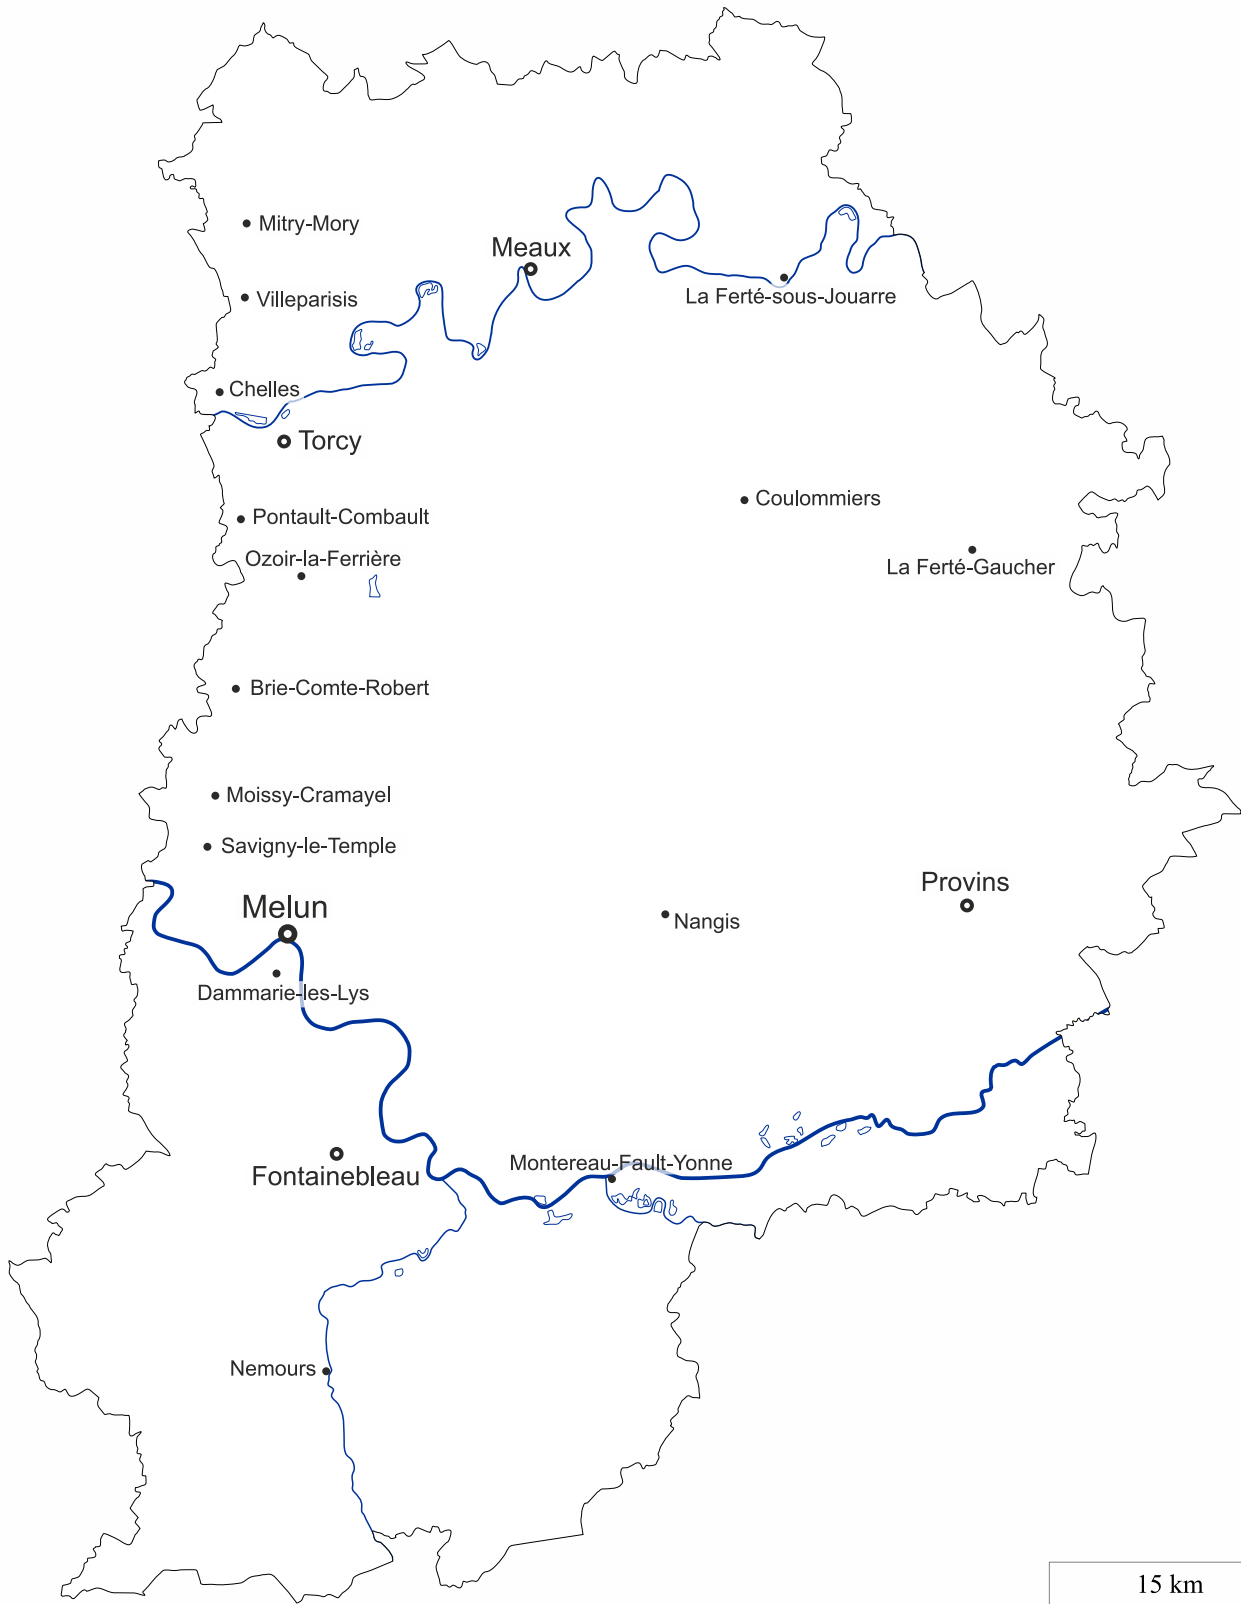 Mitry-Mory
Meaux
Villeparisis
La Ferté-sous-Jouarre
Chelles
Torcy
Coulommiers
Pontault-Combault
Ozoir-la-Ferrière
La Ferté-Gaucher
Brie-Comte-Robert
Moissy-Cramayel
Savigny-le-Temple
Provins
Melun
Nangis
Dammarie-les-Lys
Montereau-Fault-Yonne
Fontainebleau
Nemours
15 km